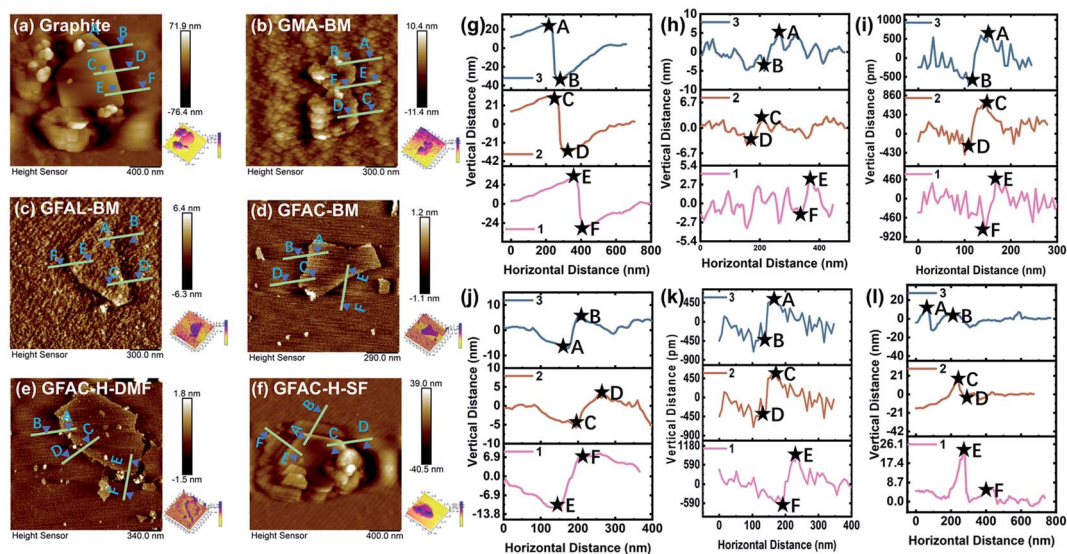 (a) Graphite
A B
C D
E F
71.9 nm
-76.4 nm
Height Sensor
400.0 nm
(b) GMA-BM
B A
F E
D C
10.4 nm
-11.4 nm
Height Sensor
300.0 nm
(c) GFAL-BM
A B
F E
C D
6.4 nm
-6.3 nm
Height Sensor
300.0 nm
(d) GFAC-BM
B A
D C
E
F
1.2 nm
-1.1 nm
Height Sensor
290.0 nm
(e) GFAC-H-DMF
B A
D C
E
F
1.8 nm
-1.5 nm
Height Sensor
340.0 nm
(f) GFAC-H-SF
B
A
F
E
C D
39.0 nm
-40.5 nm
Height Sensor
400.0 nm
(g)
Vertical Distance (nm)
20 0 -20 -40
A
B
3
21 0 -21 -42
C
D
2
24 0 -24
E
F
1
0 200 400 600 800
Horizontal Distance (nm)
(h)
Vertical Distance (nm)
10 5 0 -5 -10
3
A
B
6.7 0.0 -6.7
2
C
D
5.4 2.7 0.0 -2.7 -5.4
1
E
F
0 200 400
Horizontal Distance (nm)
(i)
Vertical Distance (pm)
1000 500 0 -500
3
A
B
860 430 0 -430
2
C
D
460 0 -460 -920
1
E
F
0 100 200 300
Horizontal Distance (nm)
(j)
Vertical Distance (nm)
10 0 -10
3
B
A
5 0 -5 -10
2
D
C
6.9 0.0 -6.9 -13.8
1
F
E
0 100 200 300 400
Horizontal Distance (nm)
(k)
Vertical Distance (pm)
450 0 -450 -900
3
A
B
450 0 -450 -900
2
C
D
1180 590 0 -590
1
E
F
0 100 200 300 400
Horizontal Distance (nm)
(l)
Vertical Distance (nm)
20 0 -20 -40
3
A
B
21 0 -21 -42
2
C
D
26.1 17.4 8.7 0.0
1
E
F
0 200 400 600 800
Horizontal Distance (nm)